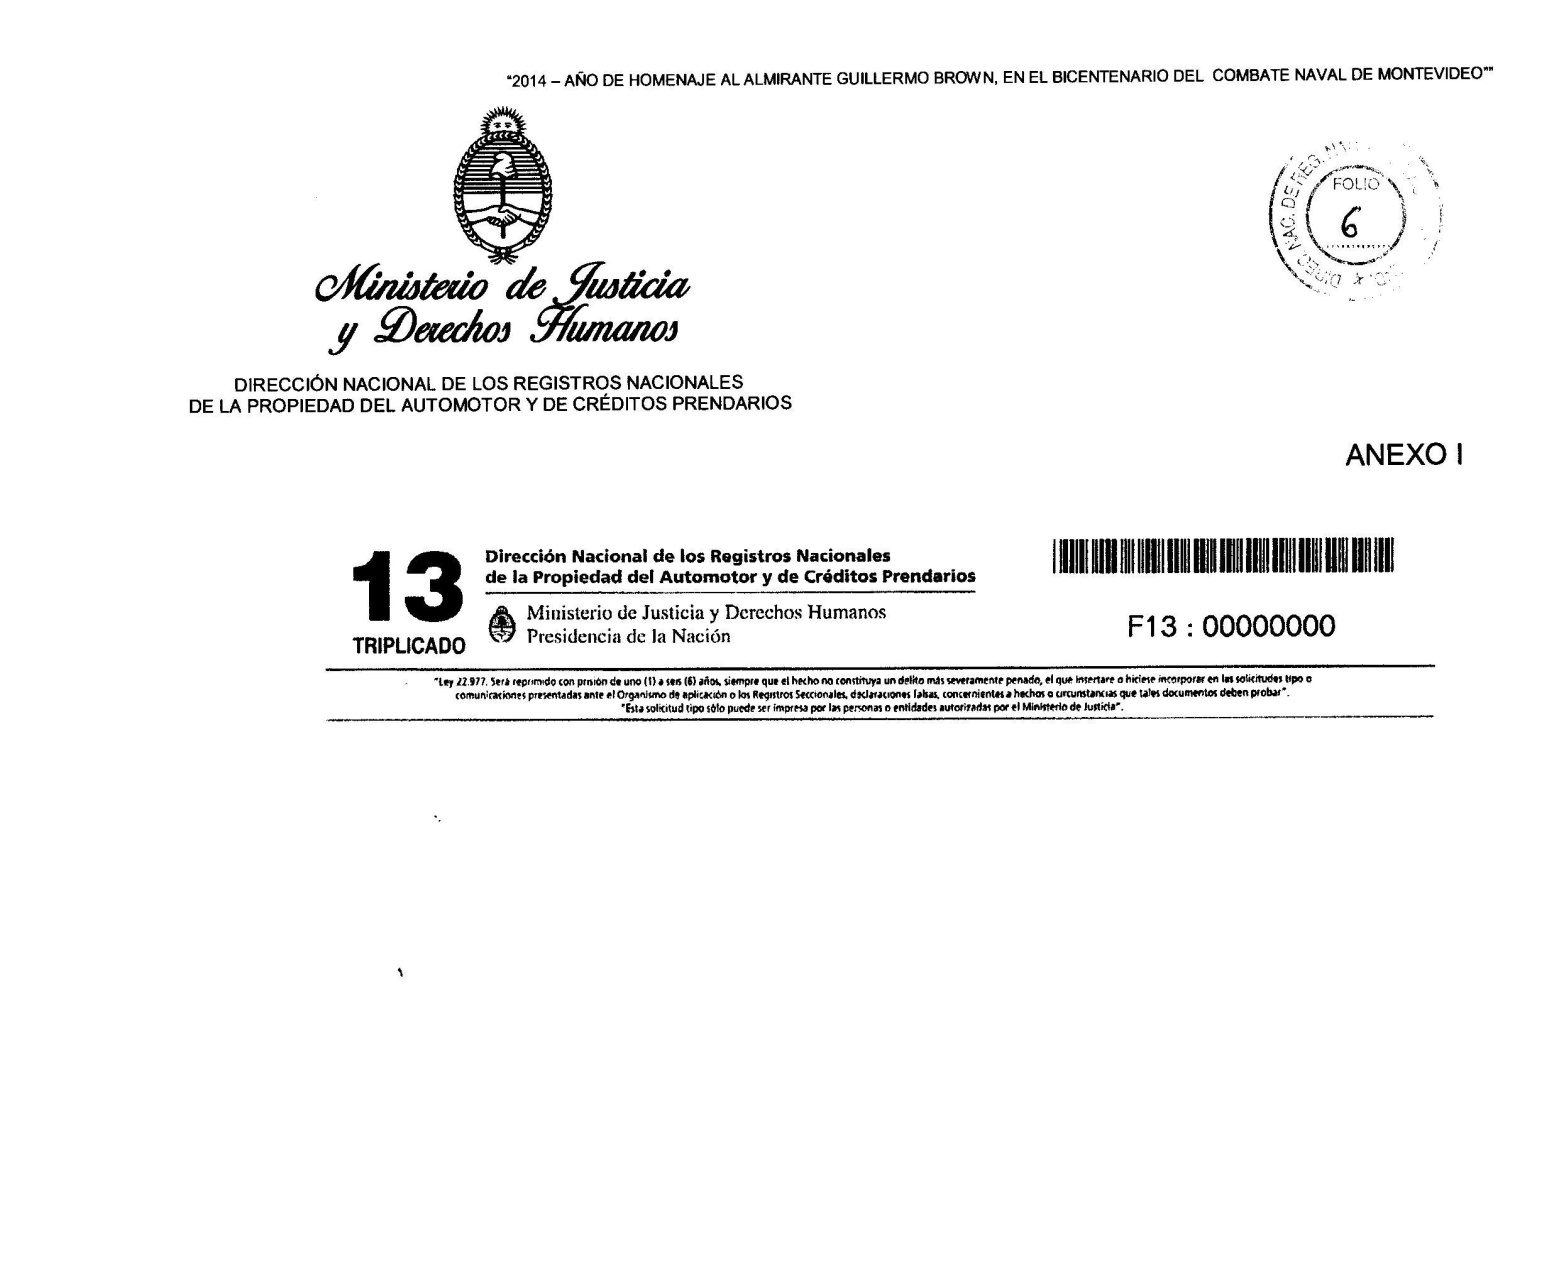 "2014 – AÑO DE HOMENAJE AL ALMIRANTE GUILLERMO BROWN, EN EL BICENTENARIO DEL COMBATE NAVAL DE MONTEVIDEO""
FOLIO
6
Ministerio de Justicia
y Derechos Humanos
DIRECCIÓN NACIONAL DE LOS REGISTROS NACIONALES
DE LA PROPIEDAD DEL AUTOMOTOR Y DE CRÉDITOS PRENDARIOS
ANEXO I
13
TRIPLICADO
Dirección Nacional de los Registros Nacionales
de la Propiedad del Automotor y de Créditos Prendarios
Ministerio de Justicia y Derechos Humanos
Presidencia de la Nación
F13 : 00000000
"Ley 22.977. Será reprimido con prisión de uno (1) a seis (6) años, siempre que el hecho no constituya un delito más severamente penado, el que insertare o hiciese incorporar en las solicitudes tipo o
comunicaciones presentadas ante el Organismo de aplicación o los Registros Seccionales, declaraciones falsas, concernientes a hechos o circunstancias que tales documentos deben probar".
"Esta solicitud tipo sólo puede ser impresa por las personas o entidades autorizadas por el Ministerio de Justicia".